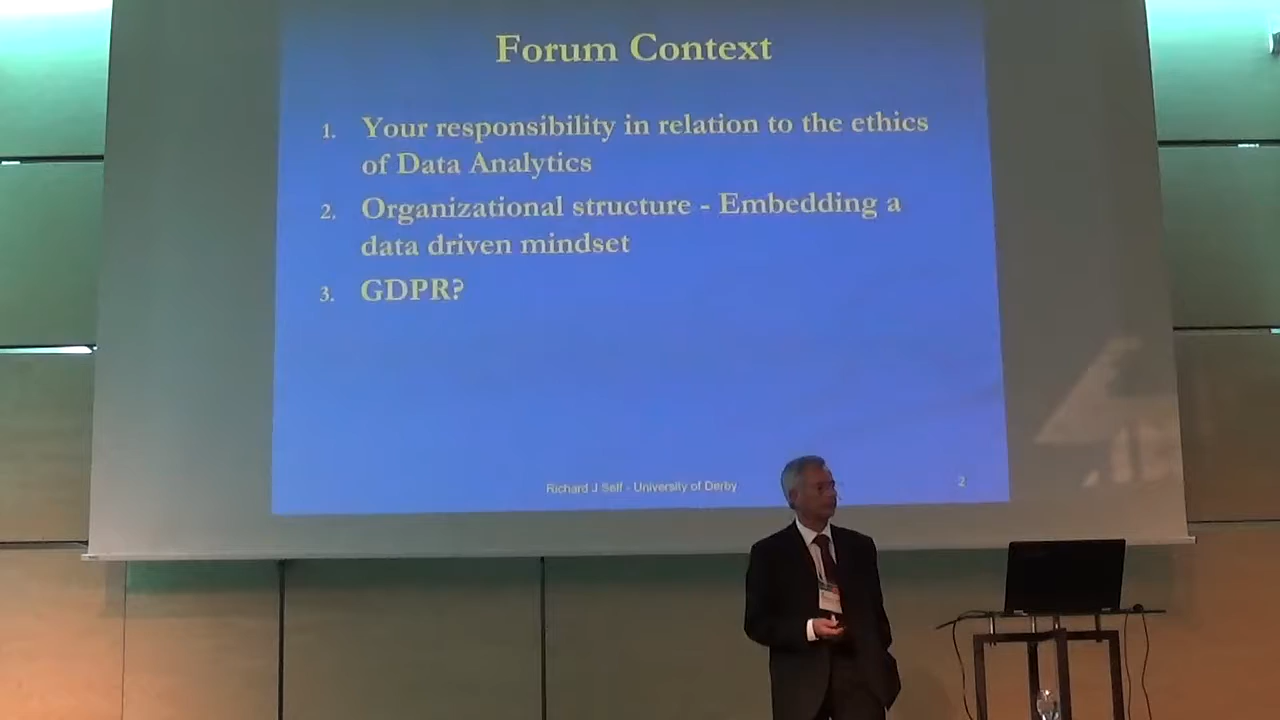 Forum Context
1. Your responsibility in relation to the ethics
of Data Analytics
2. Organizational structure - Embedding a
data driven mindset
3. GDPR?
Richard J Self - University of Derby
2